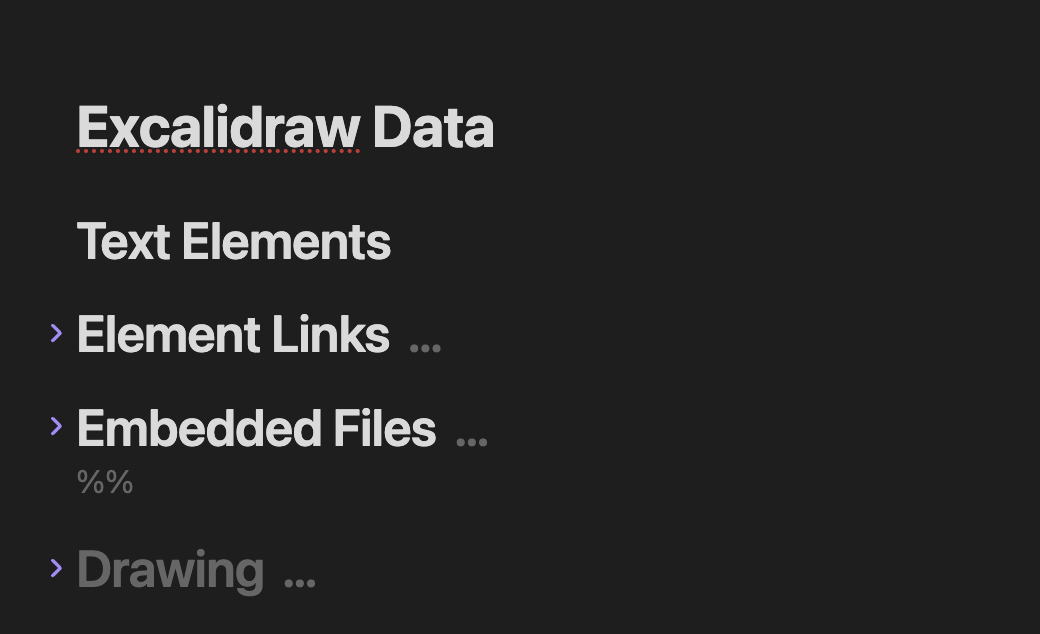 Excalidraw Data
Text Elements
Element Links ...
Embedded Files ...
%%
Drawing ...